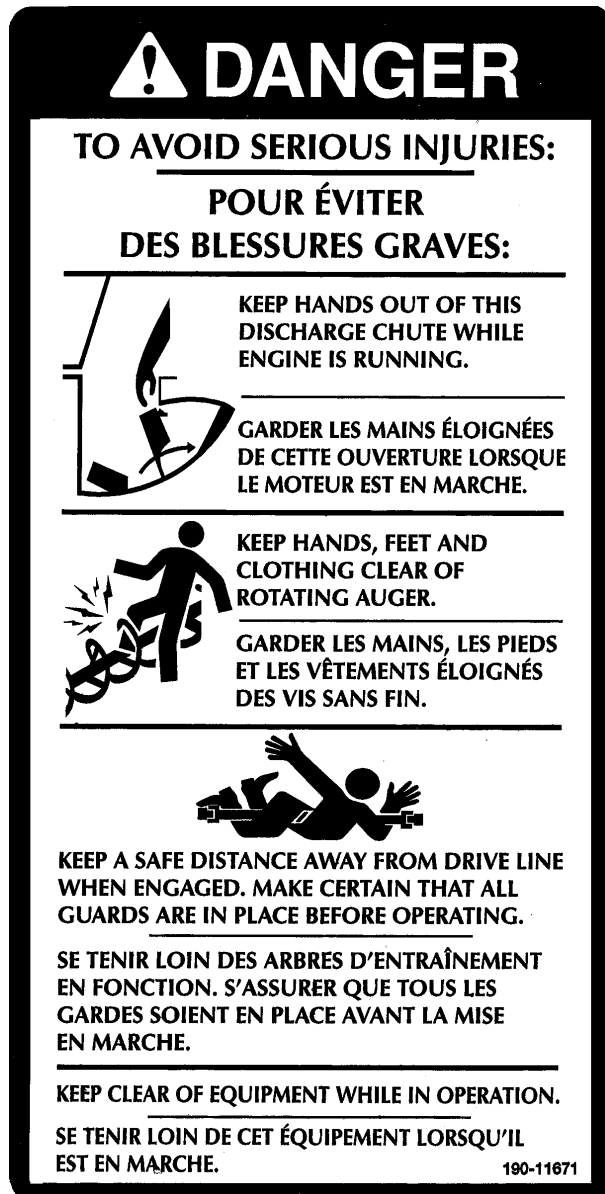 DANGER
TO AVOID SERIOUS INJURIES:
POUR ÉVITER
DES BLESSURES GRAVES:
KEEP HANDS OUT OF THIS
DISCHARGE CHUTE WHILE
ENGINE IS RUNNING.
GARDER LES MAINS ÉLOIGNÉES
DE CETTE OUVERTURE LORSQUE
LE MOTEUR EST EN MARCHE.
KEEP HANDS, FEET AND
CLOTHING CLEAR OF
ROTATING AUGER.
GARDER LES MAINS, LES PIEDS
ET LES VÊTEMENTS ÉLOIGNÉS
DES VIS SANS FIN.
KEEP A SAFE DISTANCE AWAY FROM DRIVE LINE
WHEN ENGAGED. MAKE CERTAIN THAT ALL
GUARDS ARE IN PLACE BEFORE OPERATING.
SE TENIR LOIN DES ARBRES D'ENTRAÎNEMENT
EN FONCTION. S'ASSURER QUE TOUS LES
GARDES SOIENT EN PLACE AVANT LA MISE
EN MARCHE.
KEEP CLEAR OF EQUIPMENT WHILE IN OPERATION.
SE TENIR LOIN DE CET ÉQUIPEMENT LORSQU'IL
EST EN MARCHE.
190-11671